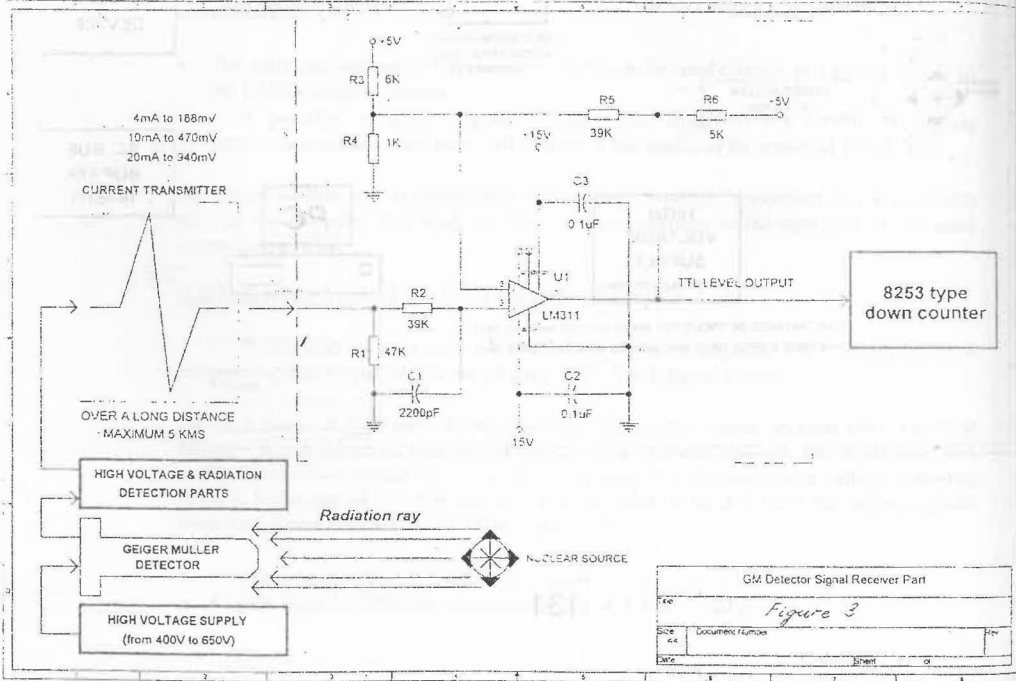 +5V
R3
6K
R4
1K
R5
39K
R6
5K
-5V
4mA to 188mV
10mA to 470mV
20mA to 940mV
CURRENT TRANSMITTER
-15V
C3
0.1uF
U1
2
3
LM311
TTL LEVEL OUTPUT
8253 type
down counter
R2
39K
R1
47K
C1
2200pF
C2
0.1uF
15V
OVER A LONG DISTANCE
MAXIMUM 5 KMS
HIGH VOLTAGE & RADIATION
DETECTION PARTS
Radiation ray
GEIGER MULLER
DETECTOR
NUCLEAR SOURCE
HIGH VOLTAGE SUPPLY
(from 400V to 650V)
GM Detector Signal Receiver Part
Title
Figure 3
Size
Document Number
Rev
Date
Sheet
of